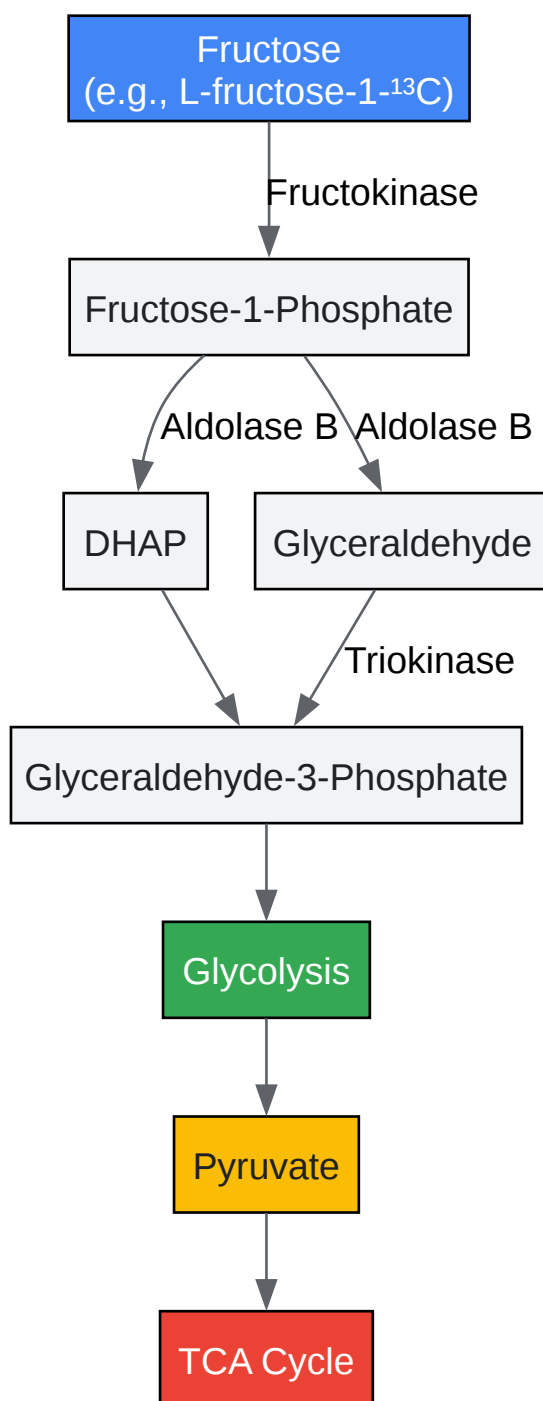 Fructose
(e.g., L-fructose-1-¹³C)
Fructokinase
Fructose-1-Phosphate
Aldolase B
Aldolase B
DHAP
Glyceraldehyde
Triokinase
Glyceraldehyde-3-Phosphate
Glycolysis
Pyruvate
TCA Cycle